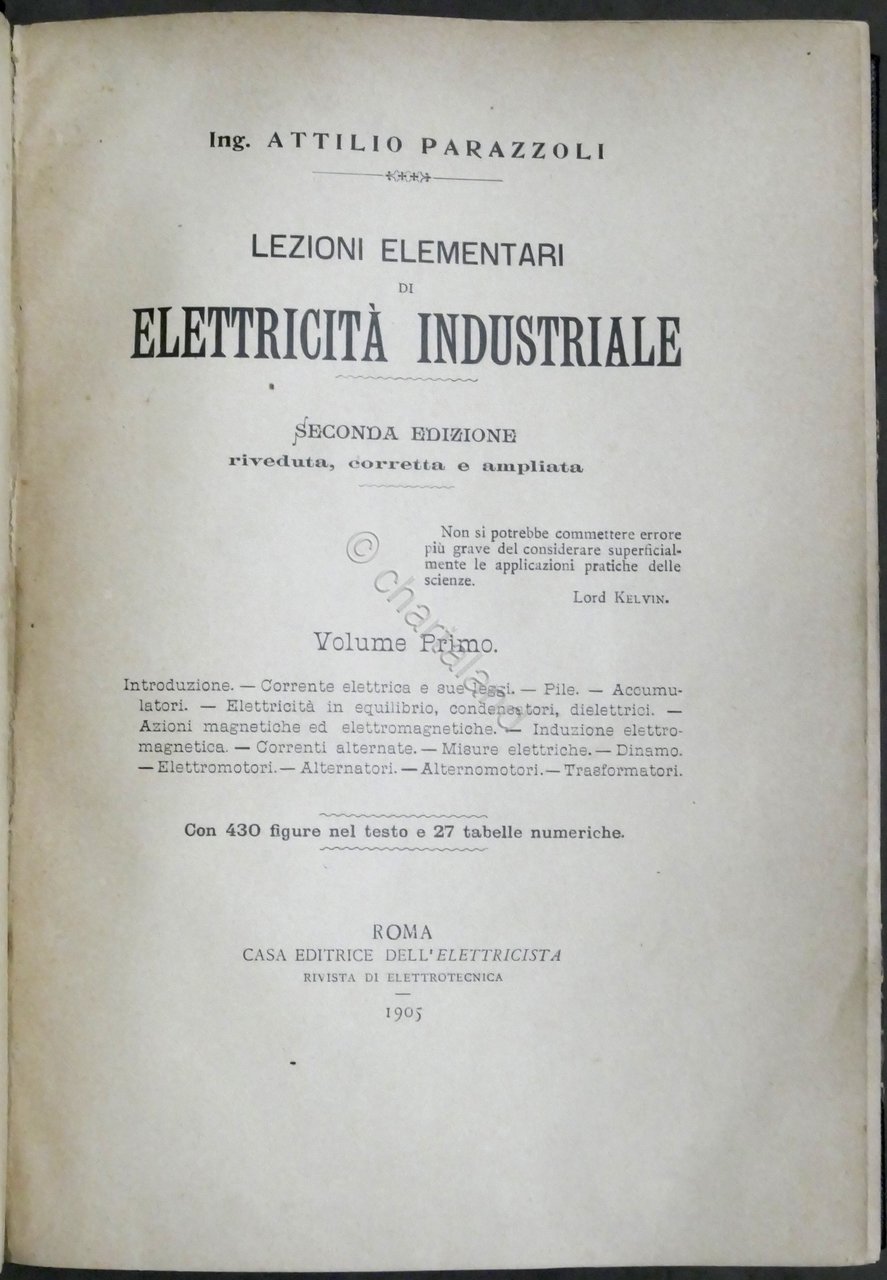 Ing. ATTILIO PARAZZOLI
LEZIONI ELEMENTARI
DI
ELETTRICITÀ INDUSTRIALE
SECONDA EDIZIONE
riveduta, corretta e ampliata
Non si potrebbe commettere errore
più grave del considerare superficial-
mente le applicazioni pratiche delle
scienze.
Lord KELVIN.
Volume Primo.
Introduzione. — Corrente elettrica e sue leggi. — Pile. — Accumu-
latori. — Elettricità in equilibrio, condensatori, dielettrici. —
Azioni magnetiche ed elettromagnetiche. — Induzione elettro-
magnetica. — Correnti alternate. — Misure elettriche. — Dinamo.
— Elettromotori. — Alternatori. — Alternomotori. — Trasformatori.
Con 430 figure nel testo e 27 tabelle numeriche.
ROMA
CASA EDITRICE DELL'ELETTRICISTA
RIVISTA DI ELETTROTECNICA
1905